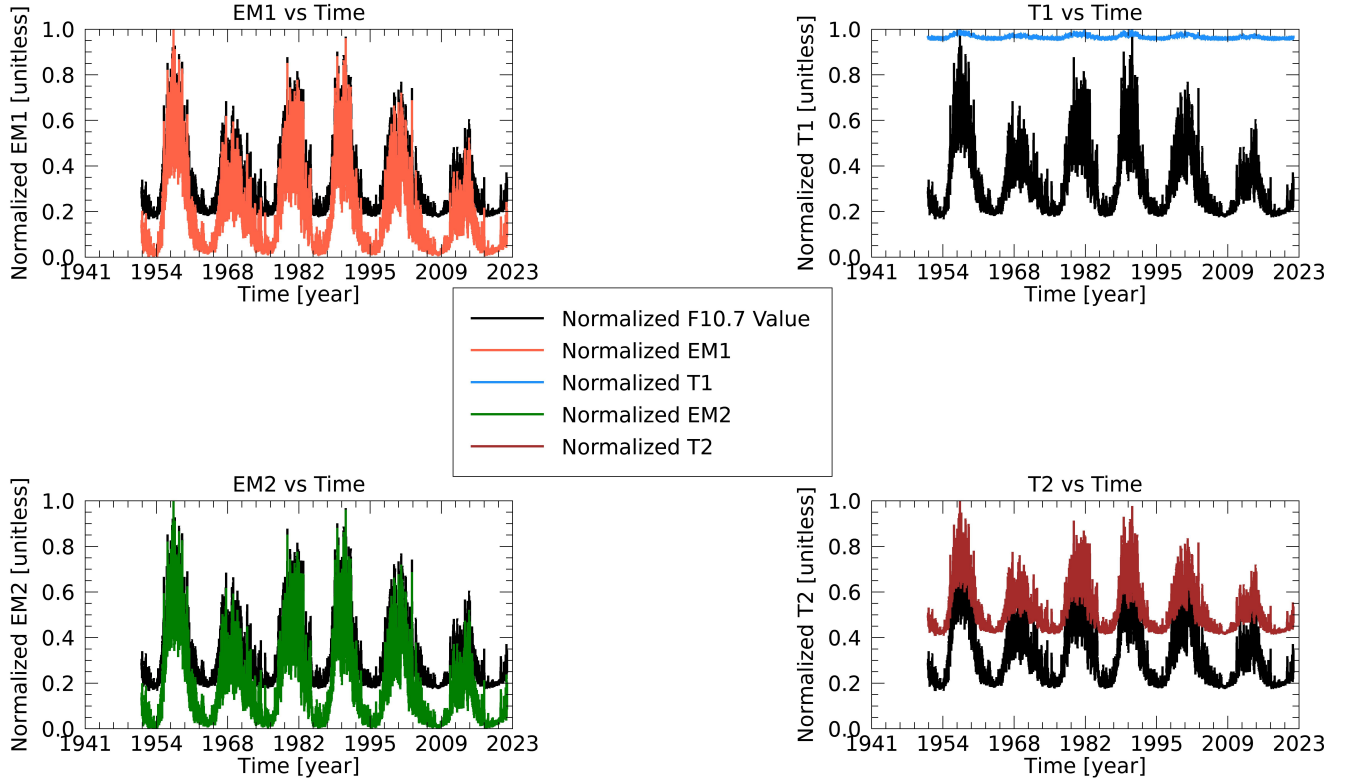 EM1 vs Time
Normalized EM1 [unitless]
1.0
0.8
0.6
0.4
0.2
0.0
1941 1954 1968 1982 1995 2009 2023
Time [year]
T1 vs Time
Normalized T1 [unitless]
1.0
0.8
0.6
0.4
0.2
0.0
1941 1954 1968 1982 1995 2009 2023
Time [year]
Normalized F10.7 Value
Normalized EM1
Normalized T1
Normalized EM2
Normalized T2
EM2 vs Time
Normalized EM2 [unitless]
1.0
0.8
0.6
0.4
0.2
0.0
1941 1954 1968 1982 1995 2009 2023
Time [year]
T2 vs Time
Normalized T2 [unitless]
1.0
0.8
0.6
0.4
0.2
0.0
1941 1954 1968 1982 1995 2009 2023
Time [year]